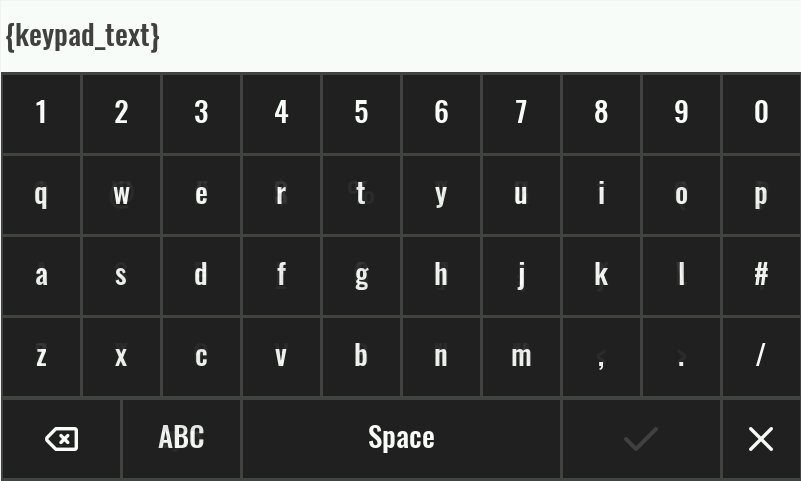 {keypad_text}
1 2 3 4 5 6 7 8 9 0
q w e r t y u i o p
a s d f g h j k l #
z x c v b n m , . /
ABC Space